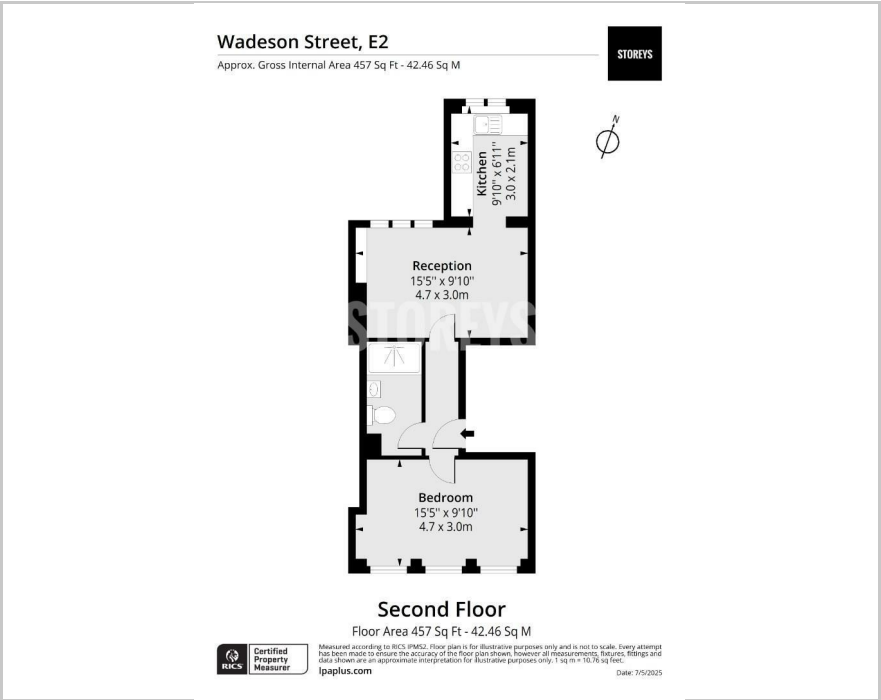 Wadeson Street, E2
Approx. Gross Internal Area 457 Sq Ft - 42.46 Sq M
STOREYS
N
Kitchen
9'10" x 6'11"
3.0 x 2.1m
Reception
15'5" x 9'10"
4.7 x 3.0m
STOREYS
Bedroom
15'5" x 9'10"
4.7 x 3.0m
Second Floor
Floor Area 457 Sq Ft - 42.46 Sq M
RICS
Certified
Property
Measurer
Measured according to RICS IPMS2. Floor plan is for illustrative purposes only and is not to scale. Every attempt
has been made to ensure the accuracy of the floor plan shown, however all measurements, fixtures, fittings and
data shown are an approximate interpretation for illustrative purposes only. 1 sq m = 10.76 sq feet.
lpaplus.com
Date: 7/5/2025